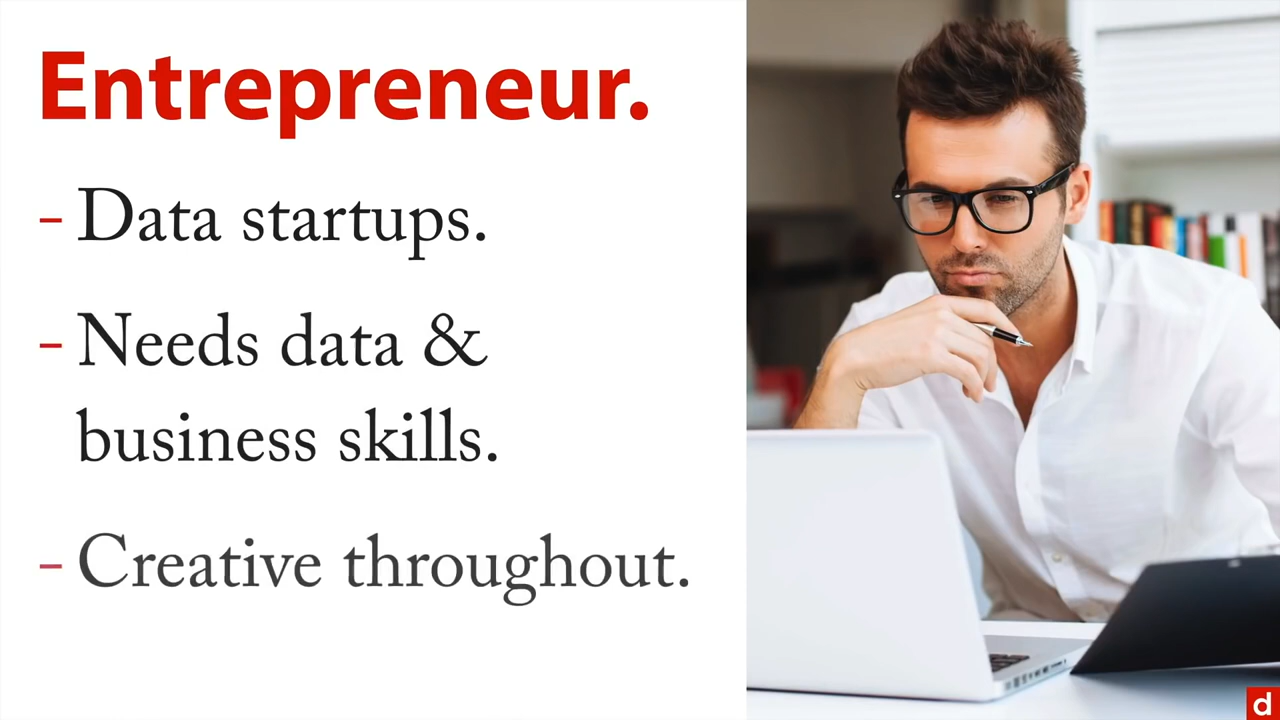 Entrepreneur.
- Data startups.
- Needs data &
business skills.
- Creative throughout.
d